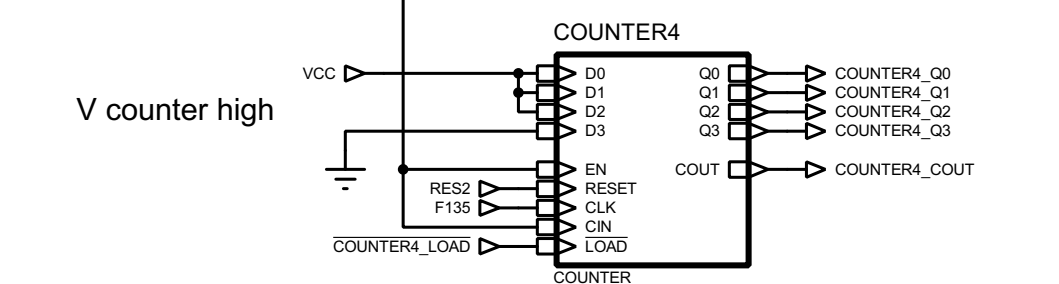 COUNTER4
VCC
D0
Q0
COUNTER4_Q0
D1
Q1
COUNTER4_Q1
V counter high
D2
Q2
COUNTER4_Q2
D3
Q3
COUNTER4_Q3
EN
COUT
COUNTER4_COUT
RES2
RESET
F135
CLK
CIN
COUNTER4_LOAD
LOAD
COUNTER